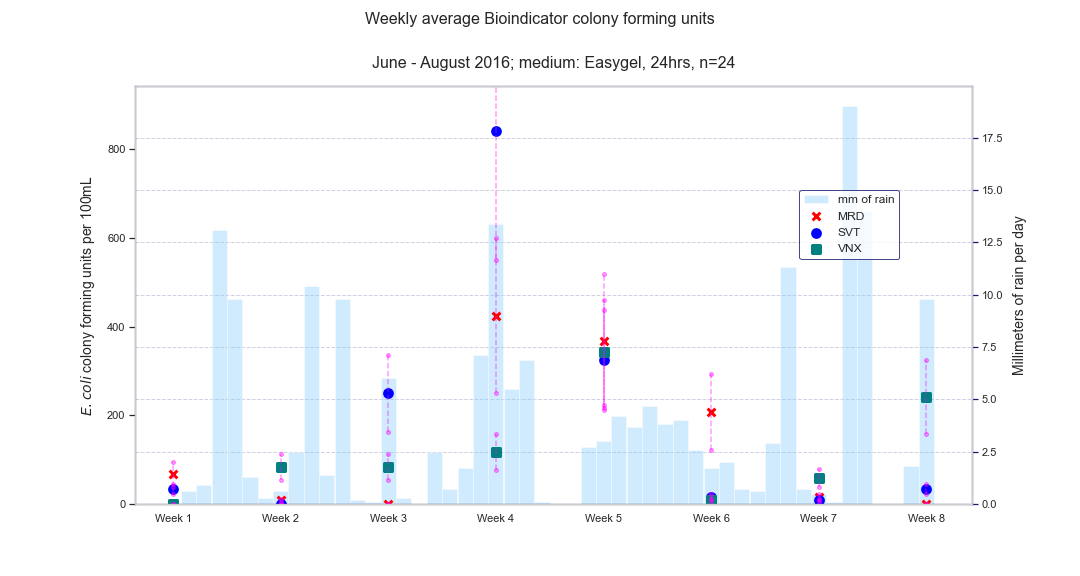 Weekly average Bioindicator colony forming units
June - August 2016; medium: Easygel, 24hrs, n=24
E. coli colony forming units per 100mL
800
600
400
200
0
17.5
15.0
12.5
10.0
7.5
5.0
2.5
0.0
Millimeters of rain per day
mm of rain
MRD
SVT
VNX
Week 1
Week 2
Week 3
Week 4
Week 5
Week 6
Week 7
Week 8